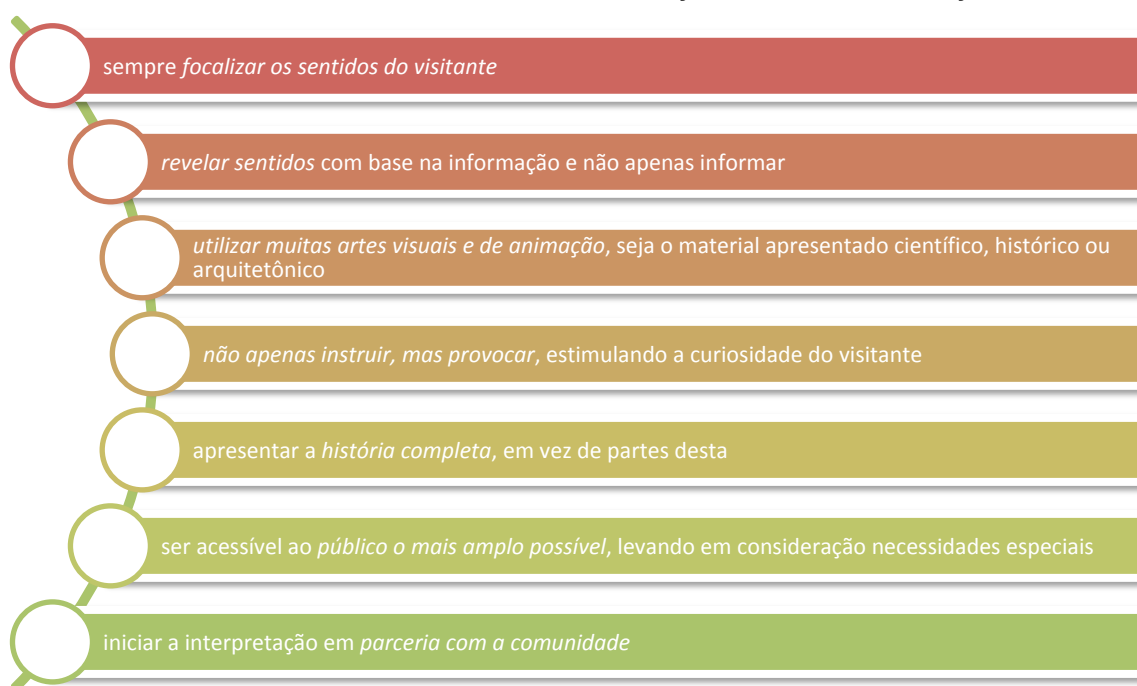 sempre focalizar os sentidos do visitante
revelar sentidos com base na informação e não apenas informar
utilizar muitas artes visuais e de animação, seja o material apresentado científico, histórico ou
arquitetônico
não apenas instruir, mas provocar, estimulando a curiosidade do visitante
apresentar a história completa, em vez de partes desta
ser acessível ao público o mais amplo possível, levando em consideração necessidades especiais
iniciar a interpretação em parceria com a comunidade